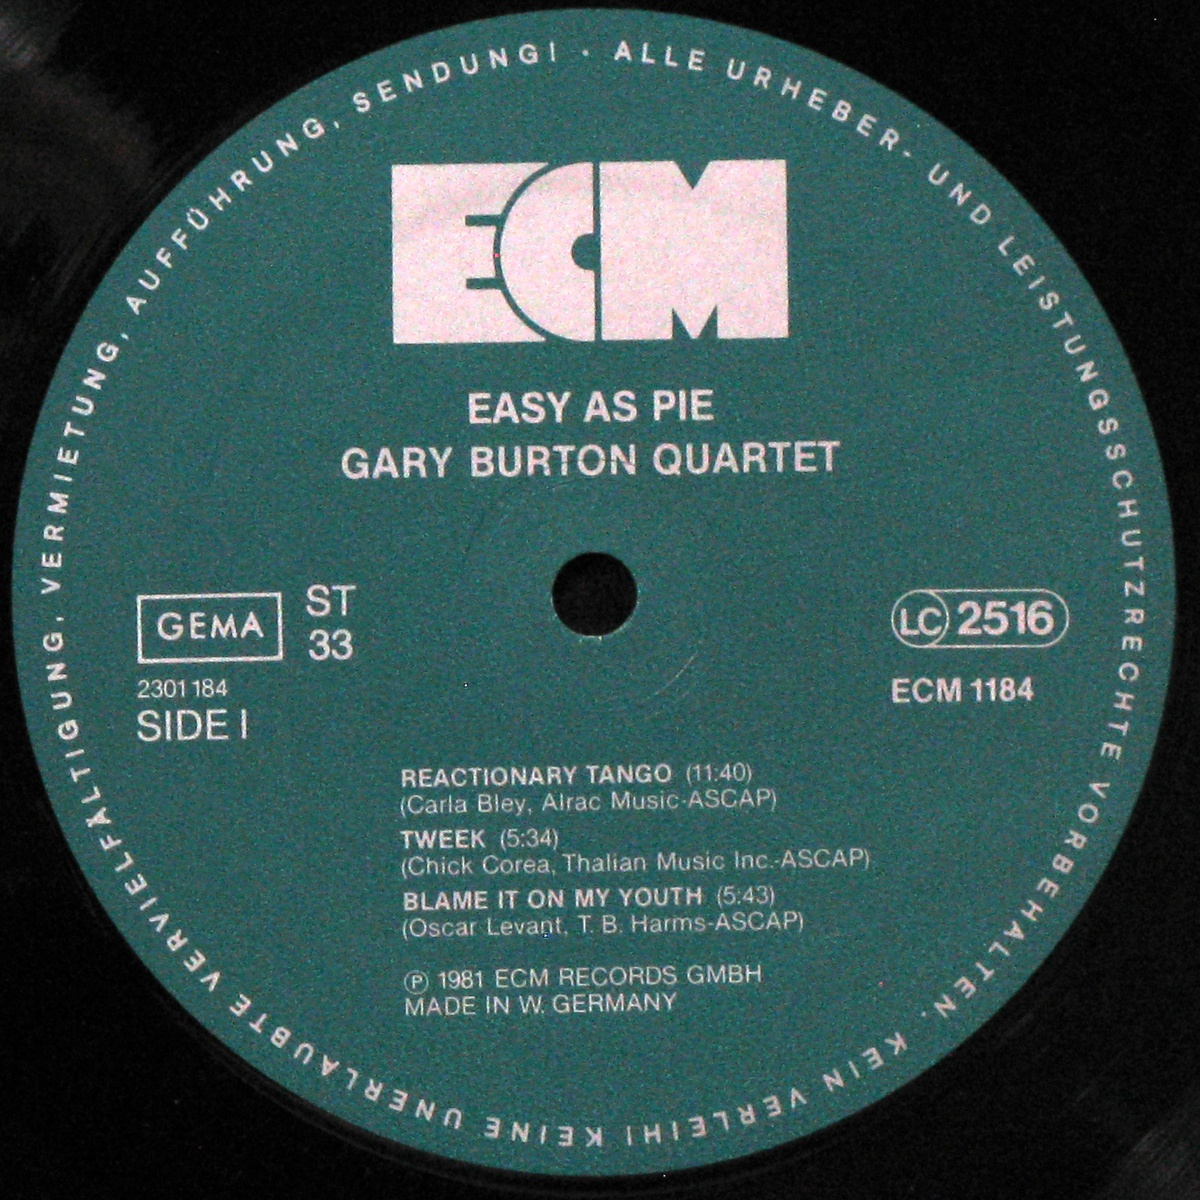 ALLE URHEBER- UND LEISTUNGSSCHUTZRECHTE VORBEHALTEN. KEIN VERLEIH! KEINE UNERLAUBTE VERVIELFÄLTIGUNG, VERMIETUNG, AUFFÜHRUNG, SENDUNG! ·
ECM
EASY AS PIE
GARY BURTON QUARTET
GEMA
ST
33
2301 184
SIDE I
LC 2516
ECM 1184
REACTIONARY TANGO (11:40)
(Carla Bley, Alrac Music-ASCAP)
TWEEK (5:34)
(Chick Corea, Thalian Music Inc.-ASCAP)
BLAME IT ON MY YOUTH (5:43)
(Oscar Levant, T. B. Harms-ASCAP)
Ⓟ 1981 ECM RECORDS GMBH
MADE IN W. GERMANY